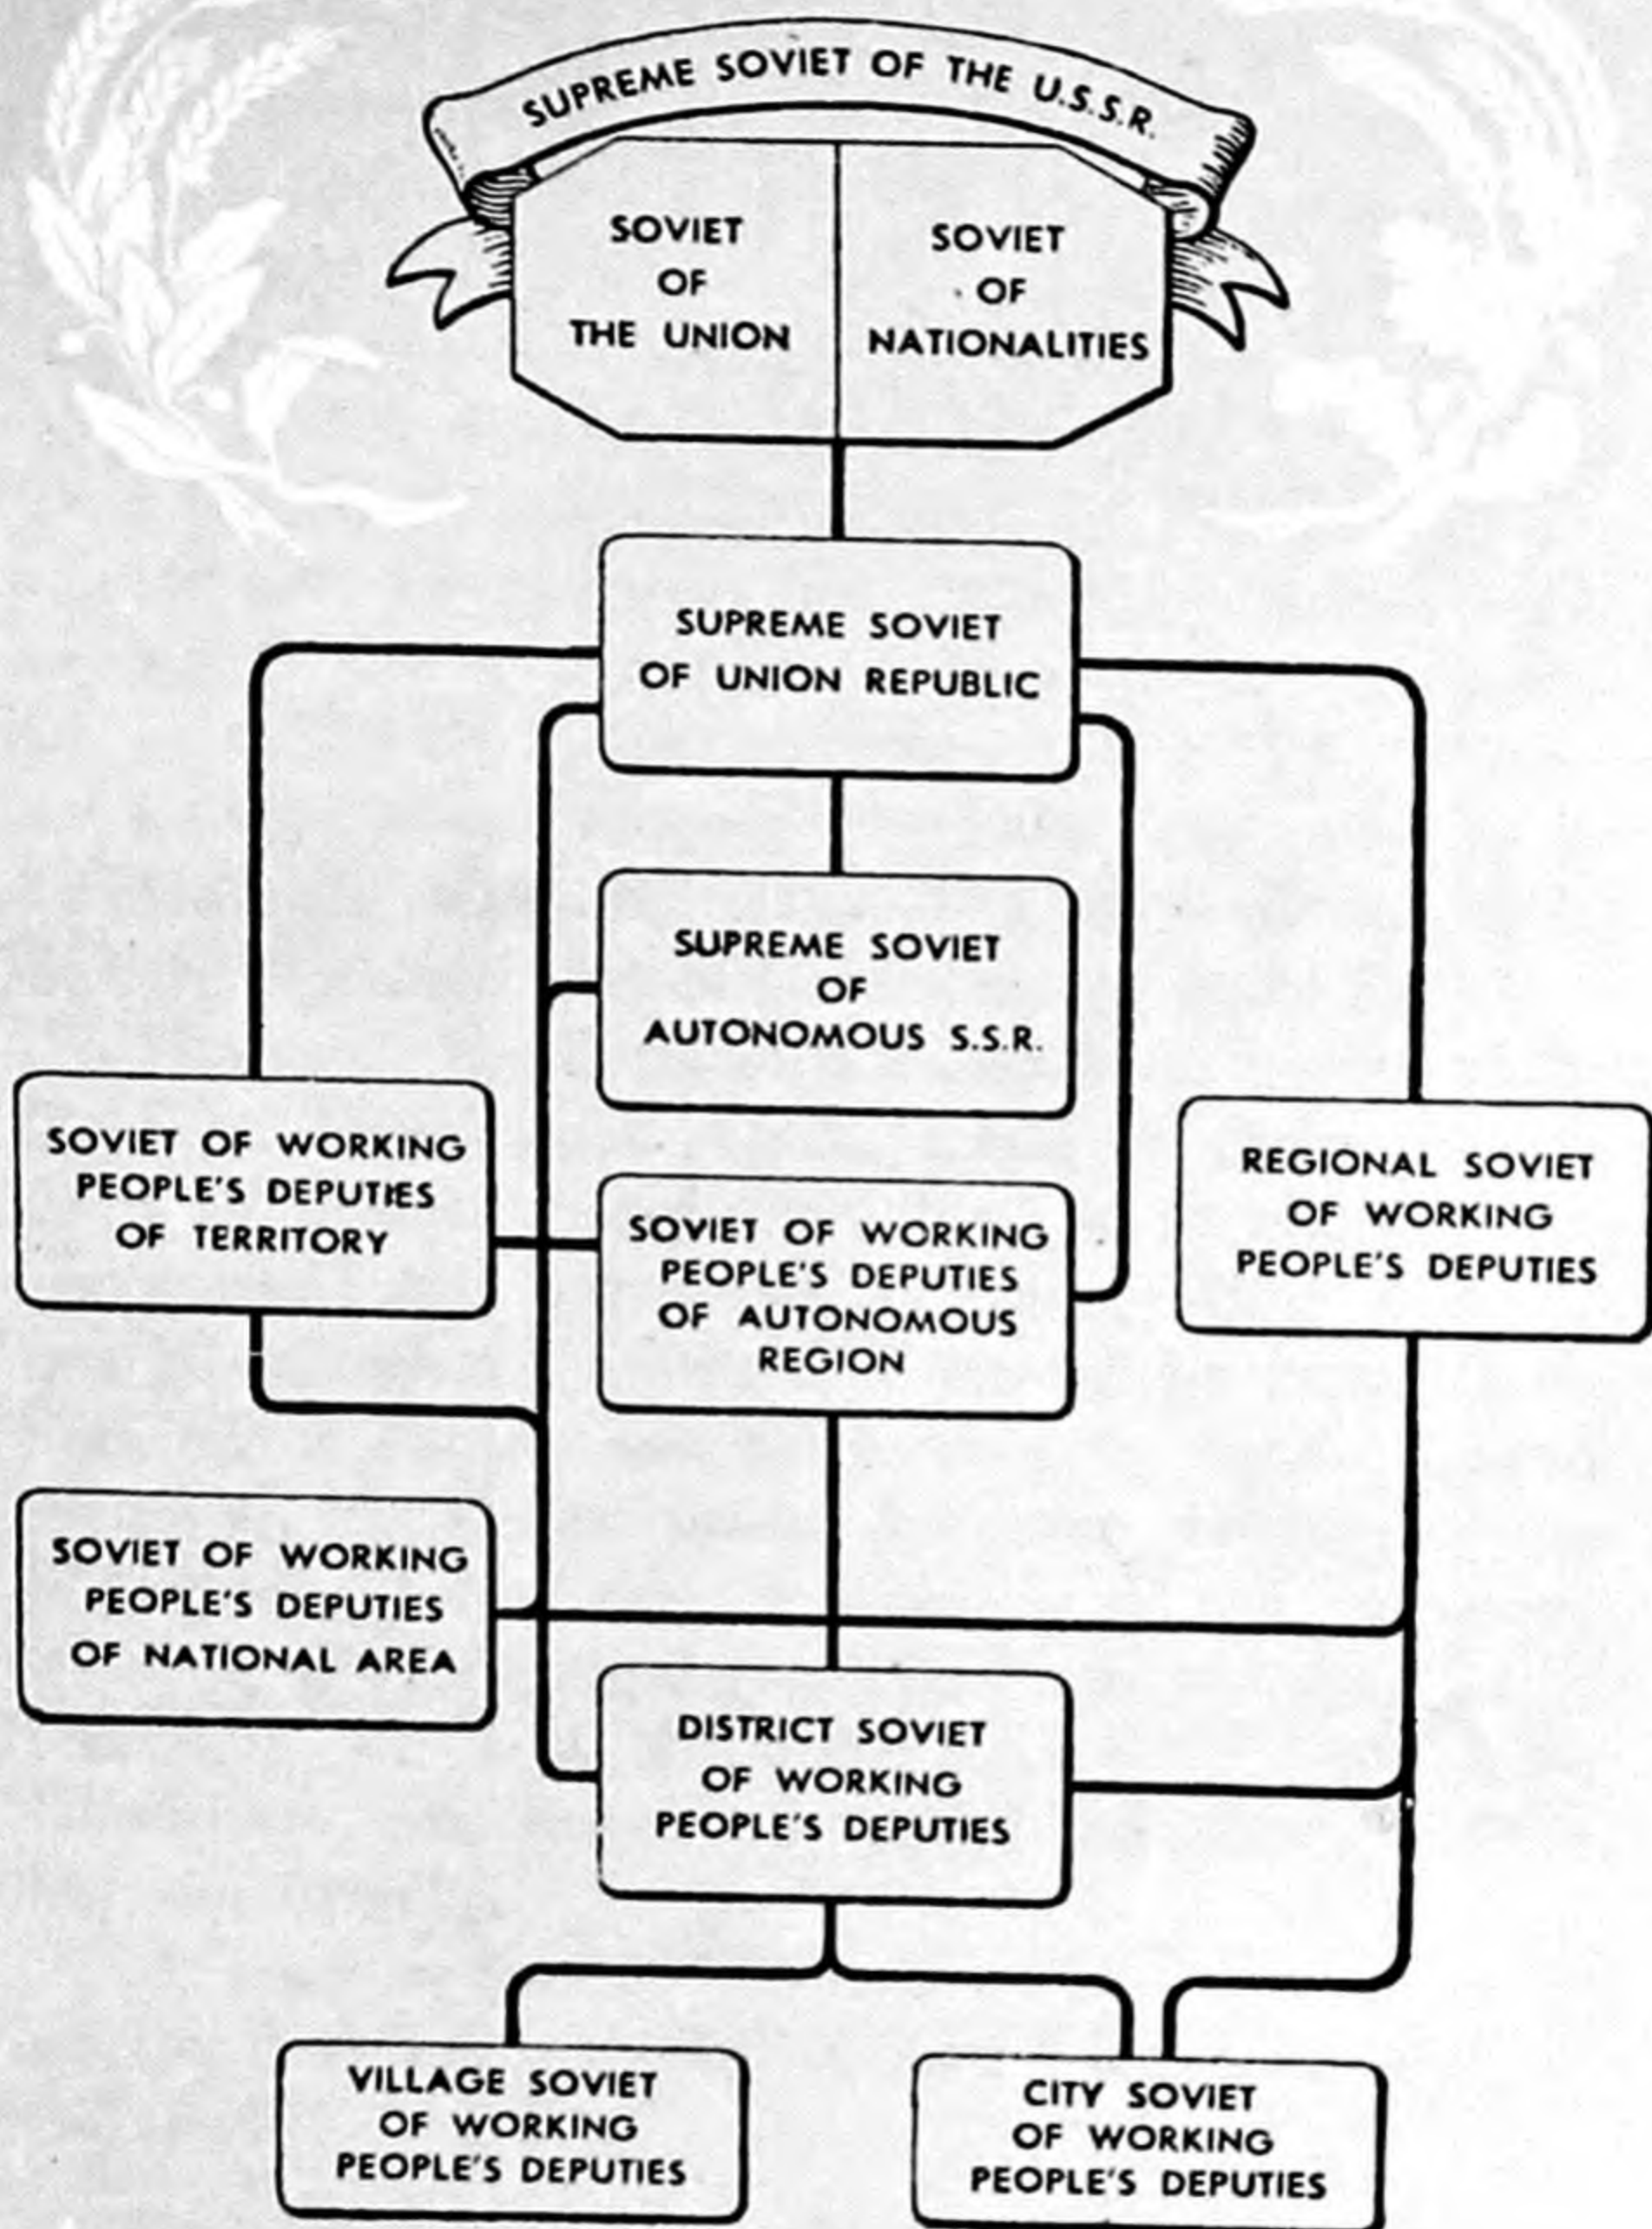 SUPREME SOVIET OF THE U.S.S.R.
SOVIET
OF
THE UNION
SOVIET
OF
NATIONALITIES
SUPREME SOVIET
OF UNION REPUBLIC
SUPREME SOVIET
OF
AUTONOMOUS S.S.R.
SOVIET OF WORKING
PEOPLE'S DEPUTIES
OF TERRITORY
SOVIET OF WORKING
PEOPLE'S DEPUTIES
OF AUTONOMOUS
REGION
REGIONAL SOVIET
OF WORKING
PEOPLE'S DEPUTIES
SOVIET OF WORKING
PEOPLE'S DEPUTIES
OF NATIONAL AREA
DISTRICT SOVIET
OF WORKING
PEOPLE'S DEPUTIES
VILLAGE SOVIET
OF WORKING
PEOPLE'S DEPUTIES
CITY SOVIET
OF WORKING
PEOPLE'S DEPUTIES